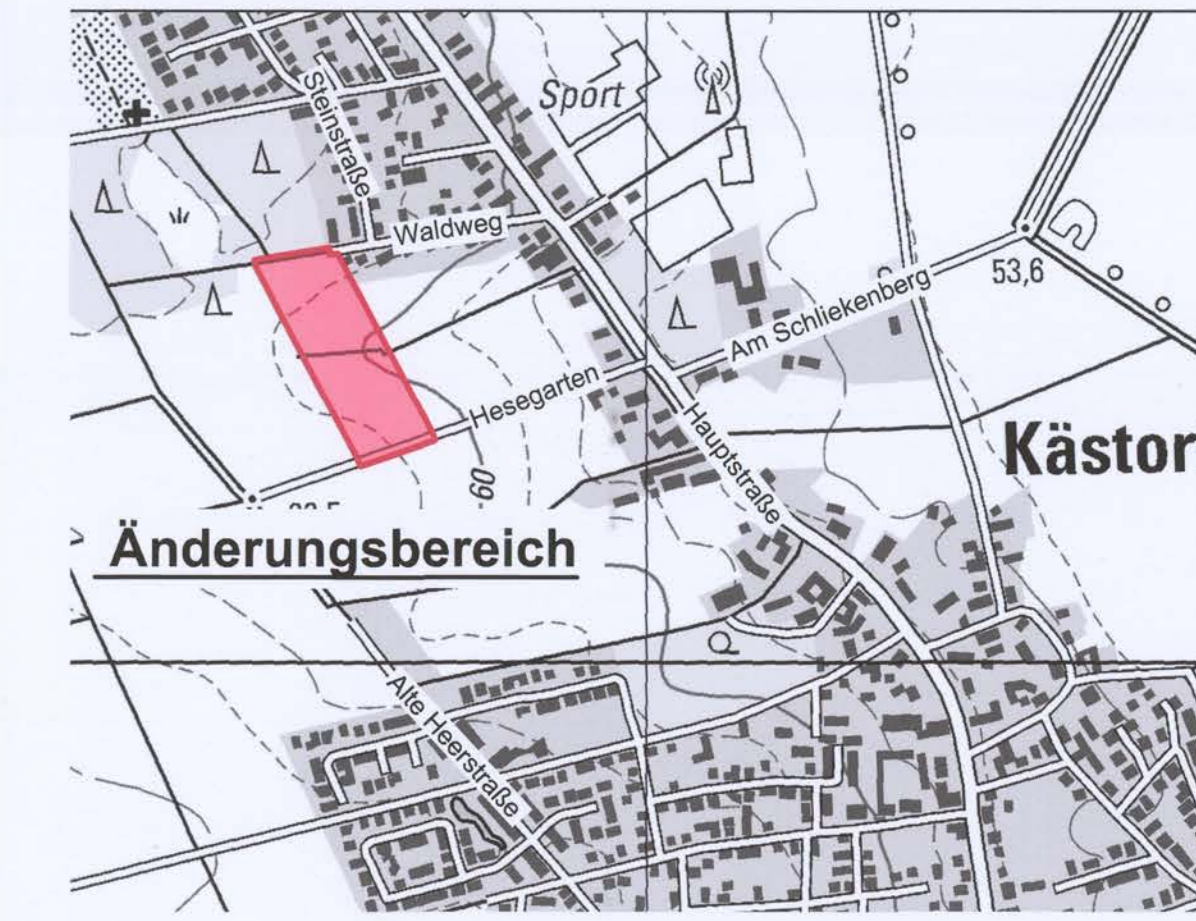 Sport
Steinstraße
Waldweg
53,6
Am Schliekenberg
Hesegarten
Hauptstraße
Kästor
60
Änderungsbereich
Alte Heerstraße